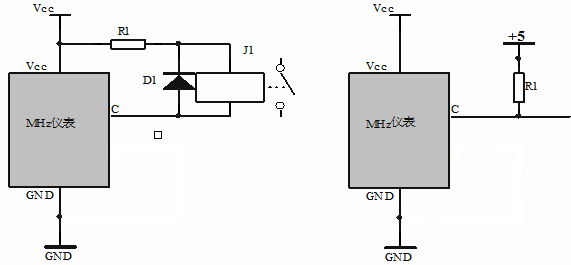 Vcc
R1
J1
Vcc
D1
C
MHz仪表
GND
GND
Vcc
+5
Vcc
R1
C
MHz仪表
GND
GND